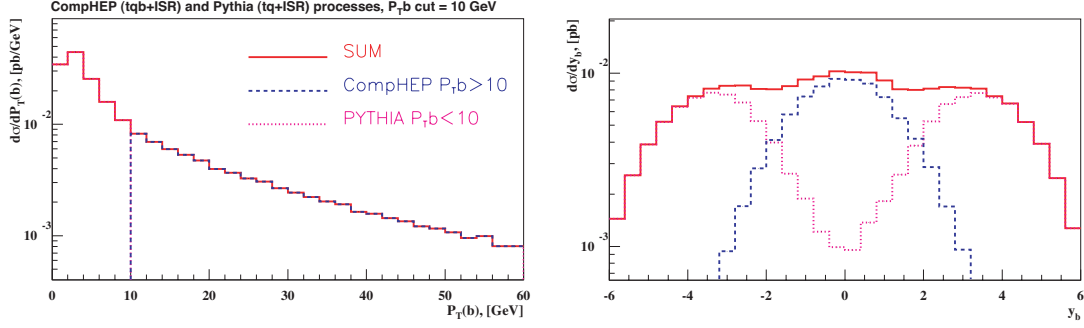 CompHEP (tqb+ISR) and Pythia (tq+ISR) processes, PTb cut = 10 GeV
dσ/dPT(b), [pb/GeV]
10⁻²
10⁻³
SUM
CompHEP PTb>10
PYTHIA PTb<10
0 10 20 30 40 50 60
PT(b), [GeV]
dσ/dyb, [pb]
10⁻²
10⁻³
-6 -4 -2 0 2 4 6
yb